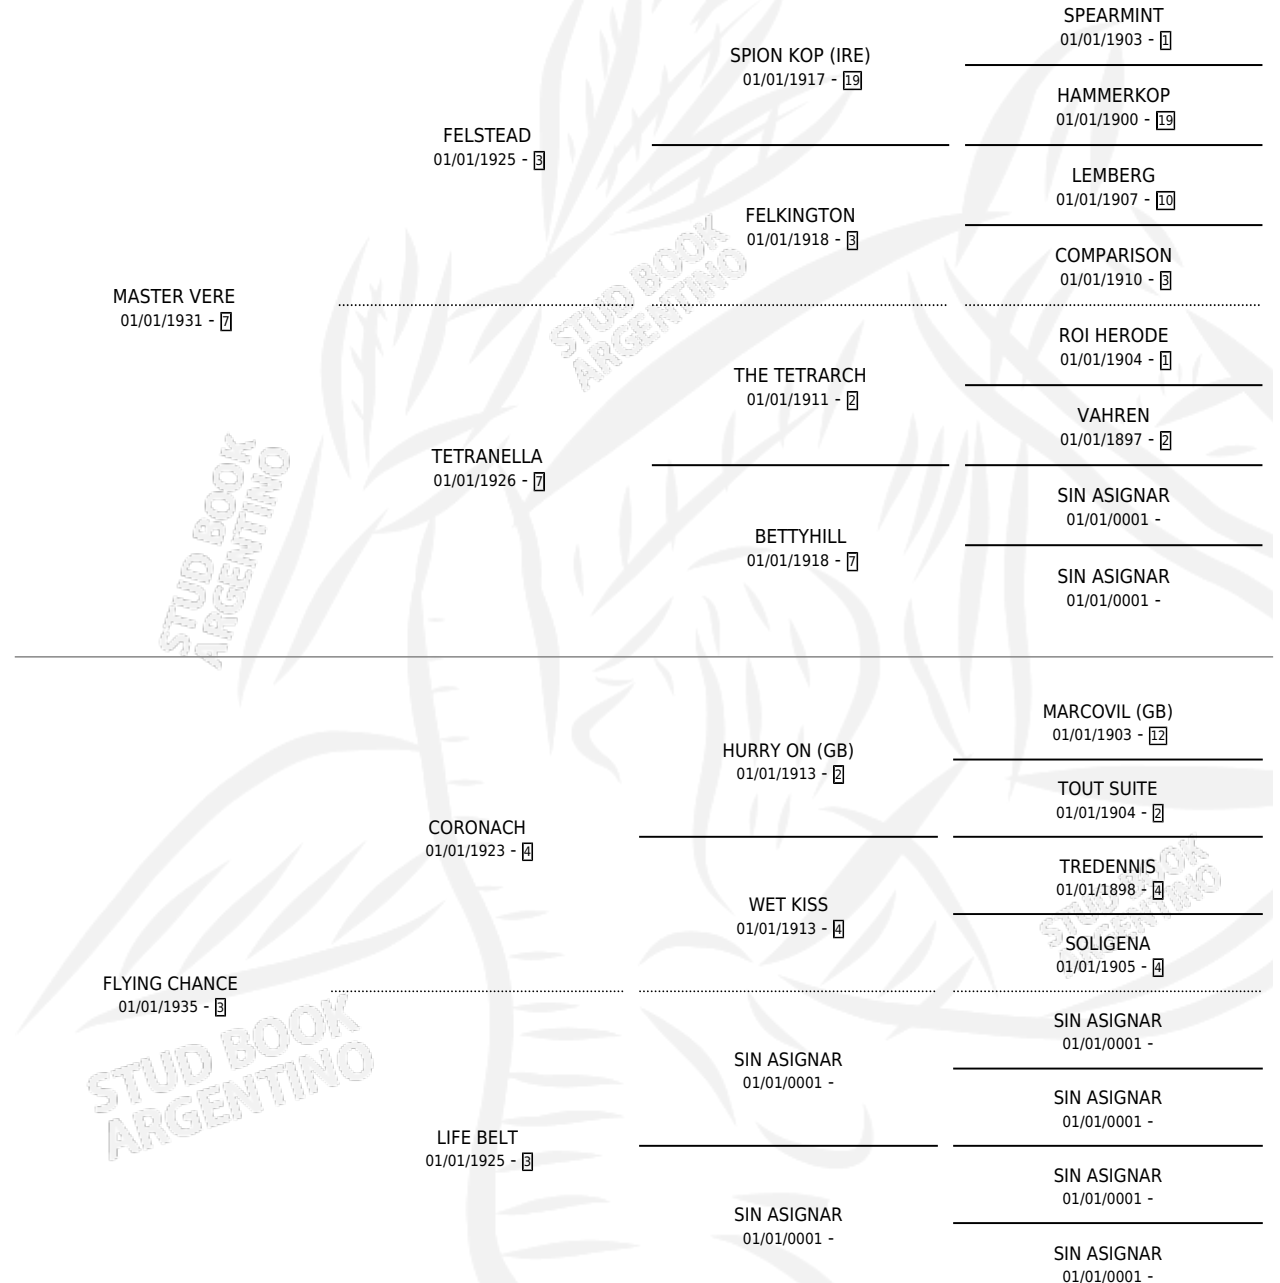 SPEARMINT
01/01/1903 - 1
SPION KOP (IRE)
01/01/1917 - 19
HAMMERKOP
01/01/1900 - 19
FELSTEAD
01/01/1925 - 3
LEMBERG
01/01/1907 - 10
FELKINGTON
01/01/1918 - 3
COMPARISON
01/01/1910 - 3
MASTER VERE
01/01/1931 - 7
ROI HERODE
01/01/1904 - 1
THE TETRARCH
01/01/1911 - 2
VAHREN
01/01/1897 - 2
TETRANELLA
01/01/1926 - 7
SIN ASIGNAR
01/01/0001 -
BETTYHILL
01/01/1918 - 7
SIN ASIGNAR
01/01/0001 -
MARCOVIL (GB)
01/01/1903 - 12
HURRY ON (GB)
01/01/1913 - 2
TOUT SUITE
01/01/1904 - 2
CORONACH
01/01/1923 - 4
TREDENNIS
01/01/1898 - 4
WET KISS
01/01/1913 - 4
SOLIGENA
01/01/1905 - 4
FLYING CHANCE
01/01/1935 - 3
SIN ASIGNAR
01/01/0001 -
SIN ASIGNAR
01/01/0001 -
SIN ASIGNAR
01/01/0001 -
LIFE BELT
01/01/1925 - 3
SIN ASIGNAR
01/01/0001 -
SIN ASIGNAR
01/01/0001 -
SIN ASIGNAR
01/01/0001 -
STUD BOOK
ARGENTINO
STUD BOOK
ARGENTINO
STUD BOOK
ARGENTINO
STUD BOOK
ARGENTINO